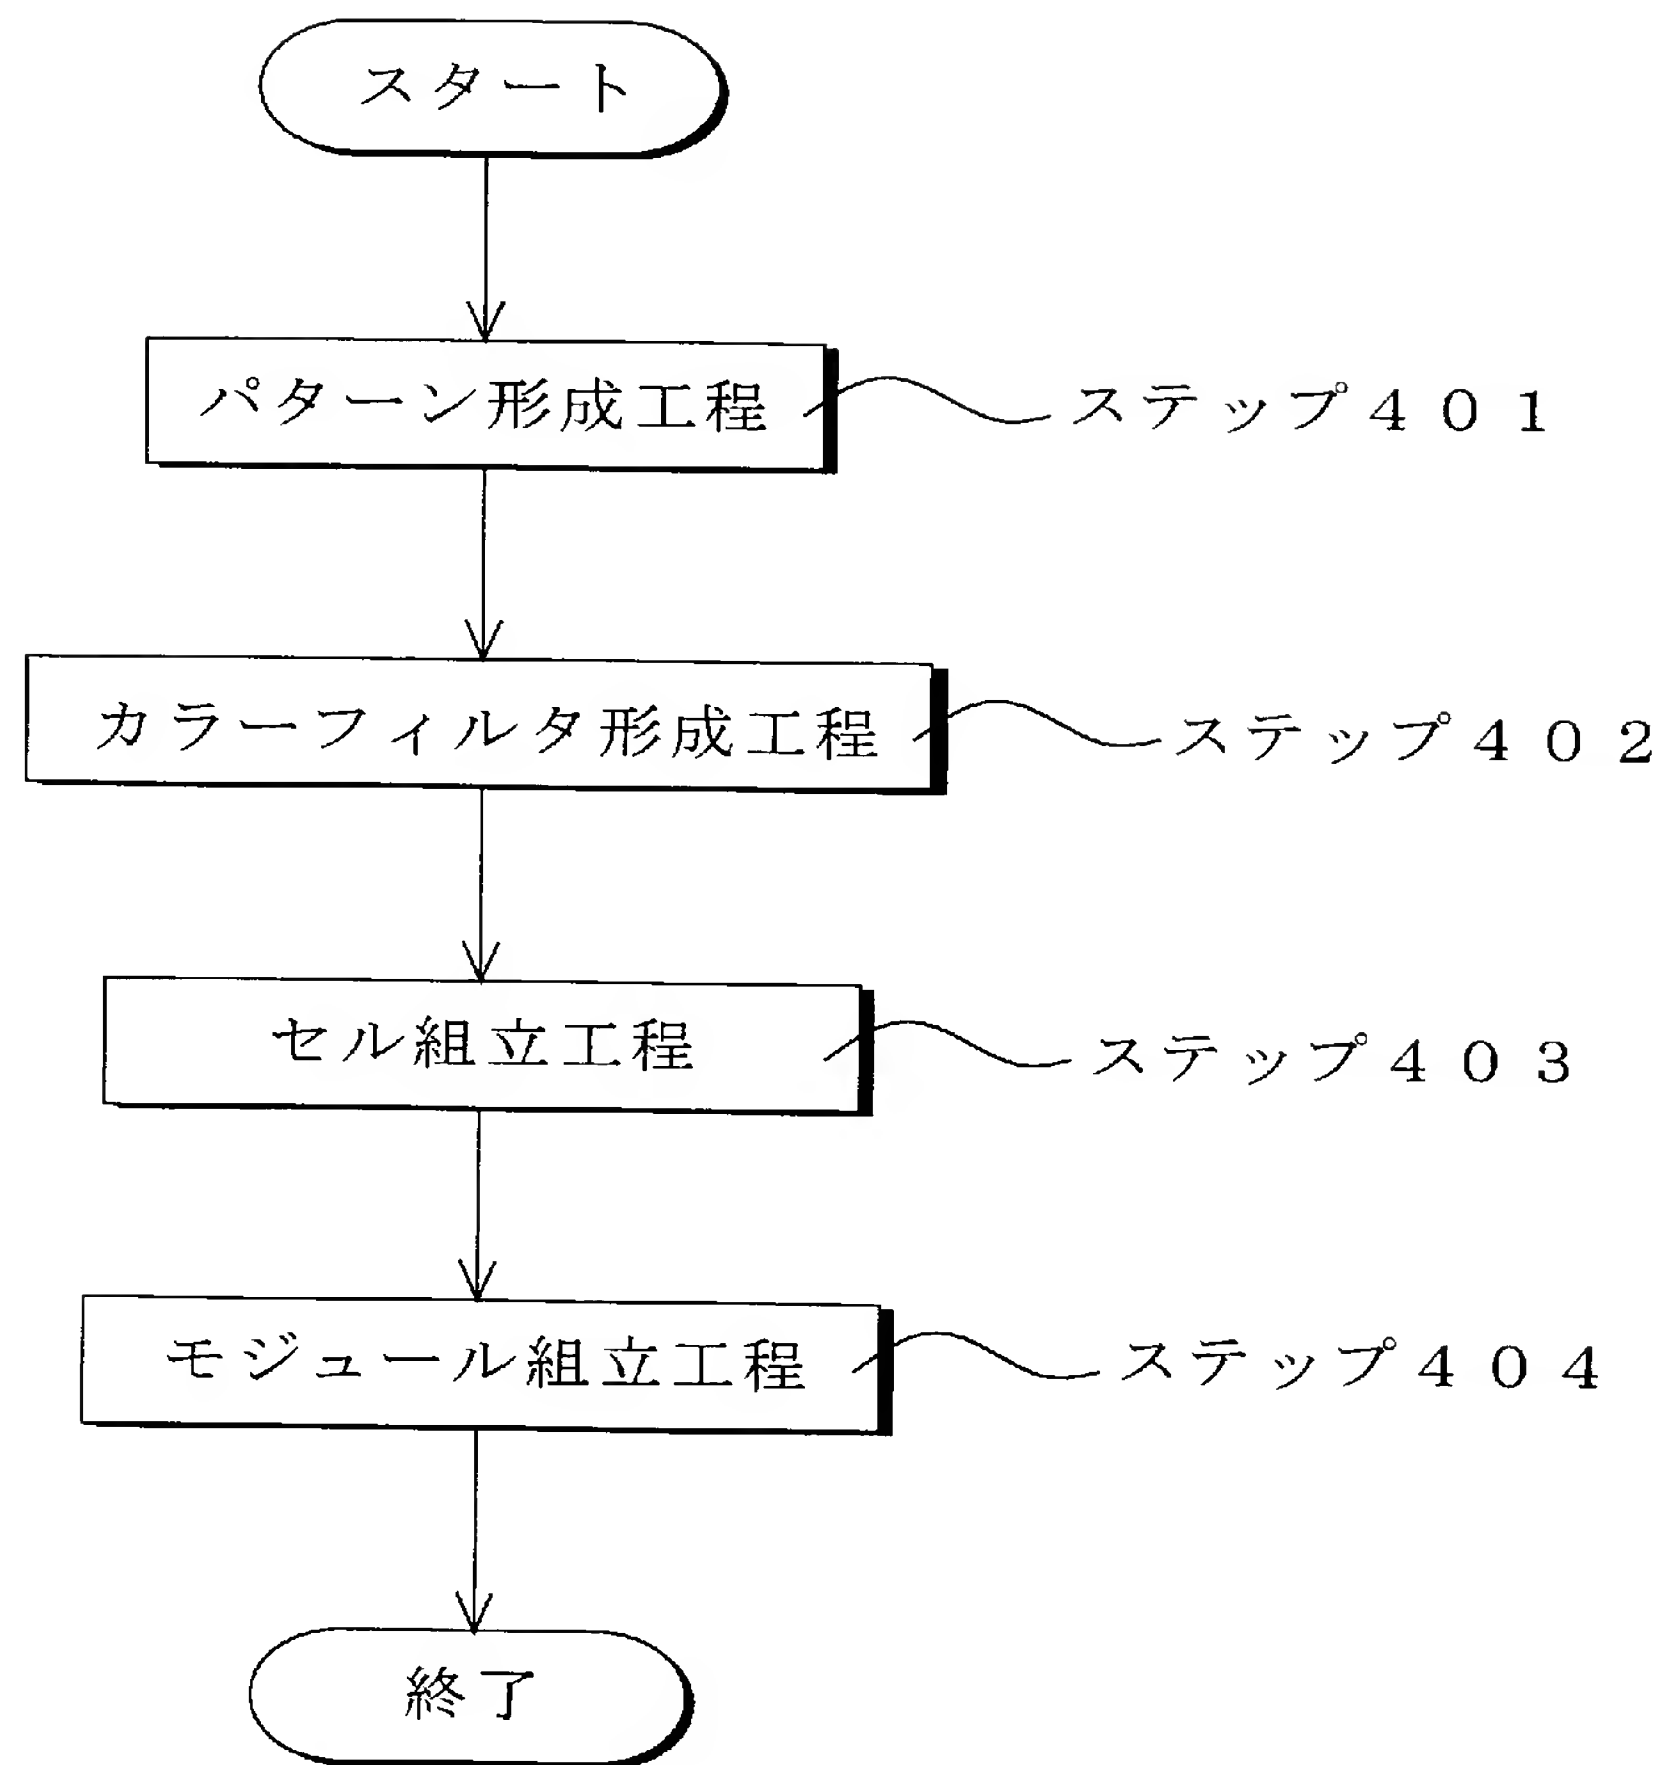 スタート
パターン形成工程
ステップ４０１
カラーフィルタ形成工程
ステップ４０２
セル組立工程
ステップ４０３
モジュール組立工程
ステップ４０４
終了